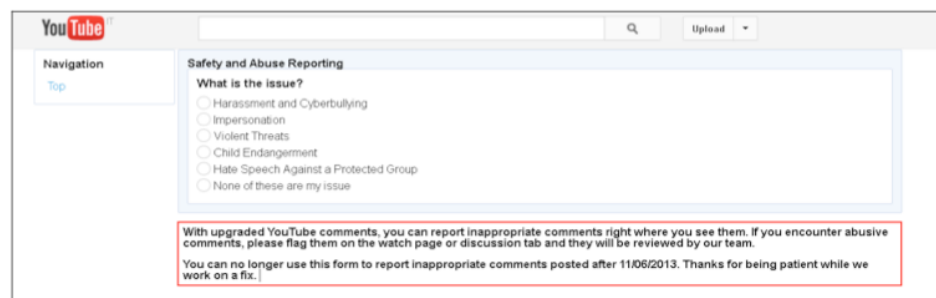 YouTube IT
Upload
Navigation
Top
Safety and Abuse Reporting
What is the issue?
Harassment and Cyberbullying
Impersonation
Violent Threats
Child Endangerment
Hate Speech Against a Protected Group
None of these are my issue
With upgraded YouTube comments, you can report inappropriate comments right where you see them. If you encounter abusive
comments, please flag them on the watch page or discussion tab and they will be reviewed by our team.
You can no longer use this form to report inappropriate comments posted after 11/06/2013. Thanks for being patient while we
work on a fix.